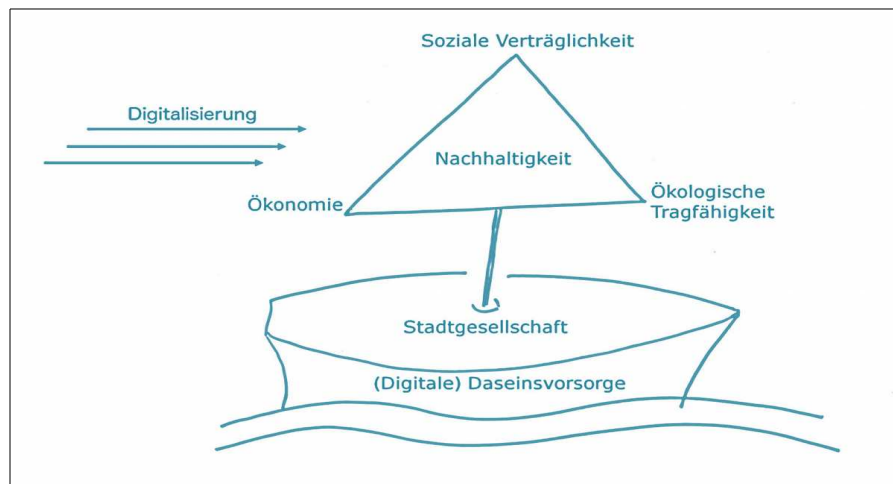 Soziale Verträglichkeit
Digitalisierung
Nachhaltigkeit
Ökonomie
Ökologische
Tragfähigkeit
Stadtgesellschaft
(Digitale) Daseinsvorsorge